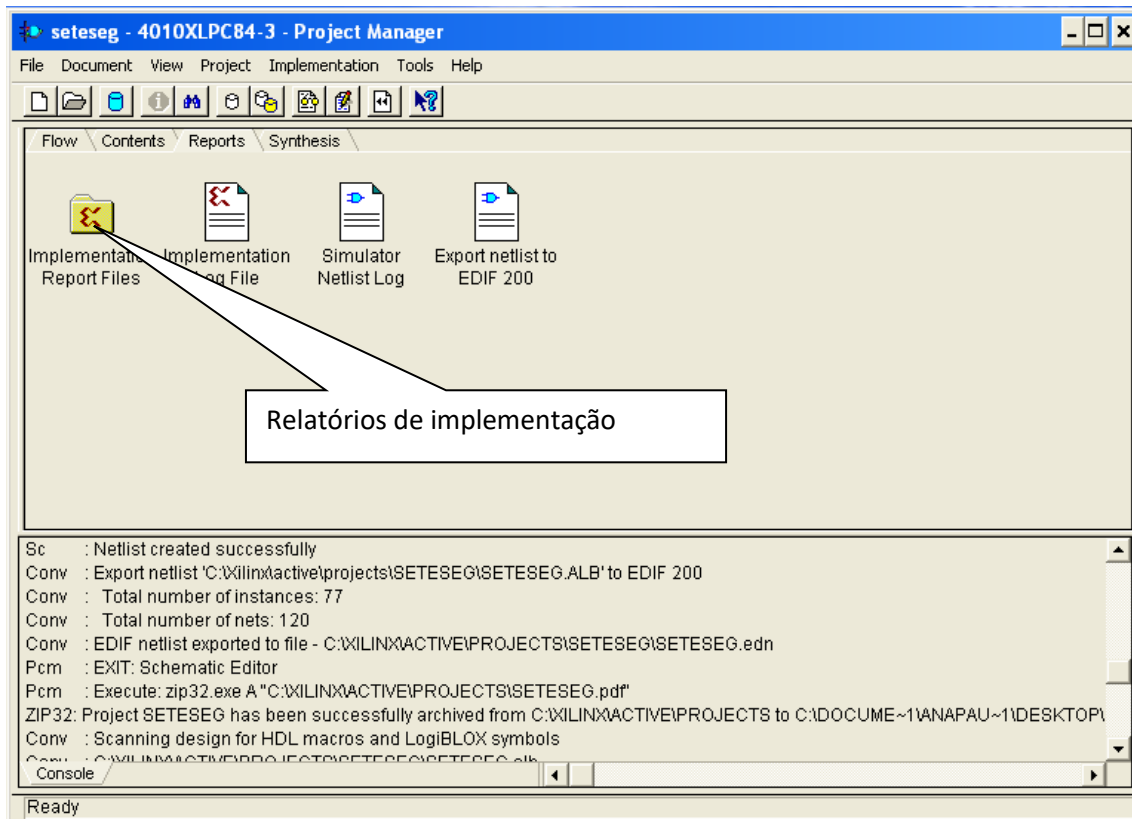 seteseg - 4010XLPC84-3 - Project Manager
File Document View Project Implementation Tools Help
Flow Contents Reports Synthesis
Implementation Simulator Export netlist to
Report Files File Netlist Log EDIF 200
Relatórios de implementação
Sc : Netlist created successfully
Conv : Export netlist 'C:\Xilinx\active\projects\SETESEG\SETESEG.ALB' to EDIF 200
Conv : Total number of instances: 77
Conv : Total number of nets: 120
Conv : EDIF netlist exported to file - C:\XILINX\ACTIVE\PROJECTS\SETESEG\SETESEG.edn
Pcm : EXIT: Schematic Editor
Pcm : Execute: zip32.exe A "C:\XILINX\ACTIVE\PROJECTS\SETESEG.pdf"
ZIP32: Project SETESEG has been successfully archived from C:\XILINX\ACTIVE\PROJECTS to C:\DOCUME~1\ANAPAU~1\DESKTOP\
Conv : Scanning design for HDL macros and LogiBLOX symbols
Console
Ready